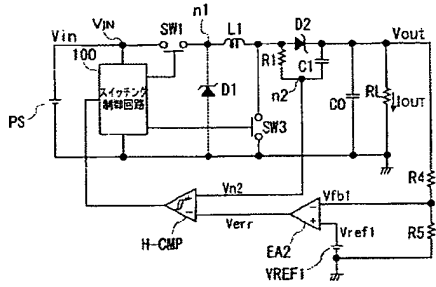 VIN
SW1
n1
L1
D2
Vin
Vout
100
スイッチング
制御回路
R1
C1
D1
n2
CO
RL
IOUT
PS
SW3
R4
Vn2
Vfb1
Verr
Vref1
H-CMP
EA2
R5
VREF1